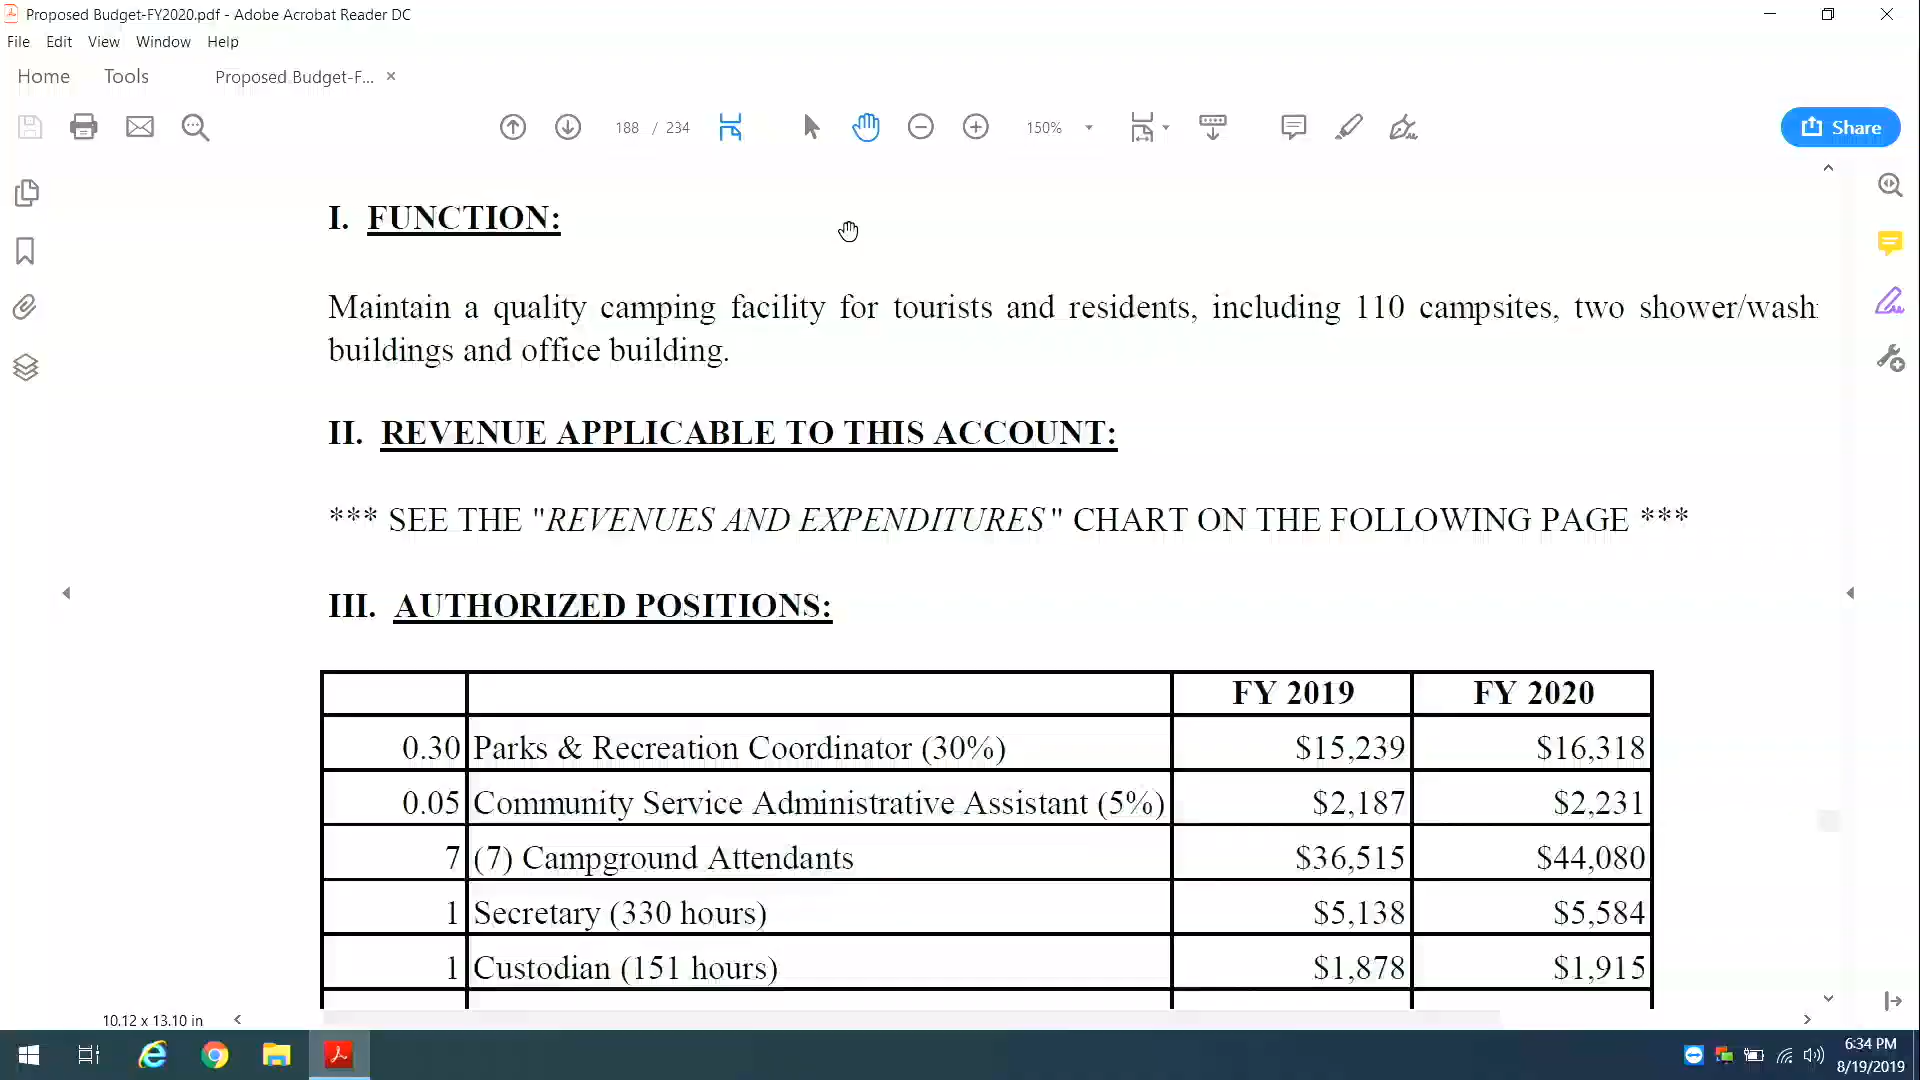 Proposed Budget-FY2020.pdf - Adobe Acrobat Reader DC
File Edit View Window Help
Home Tools Proposed Budget-F... ×
188 / 234 150% Share
I. FUNCTION:
Maintain a quality camping facility for tourists and residents, including 110 campsites, two shower/wash
buildings and office building.
II. REVENUE APPLICABLE TO THIS ACCOUNT:
*** SEE THE "REVENUES AND EXPENDITURES" CHART ON THE FOLLOWING PAGE ***
III. AUTHORIZED POSITIONS:
FY 2019 FY 2020
0.30 Parks & Recreation Coordinator (30%) $15,239 $16,318
0.05 Community Service Administrative Assistant (5%) $2,187 $2,231
7 (7) Campground Attendants $36,515 $44,080
1 Secretary (330 hours) $5,138 $5,584
1 Custodian (151 hours) $1,878 $1,915
10.12 x 13.10 in
6:34 PM
8/19/2019